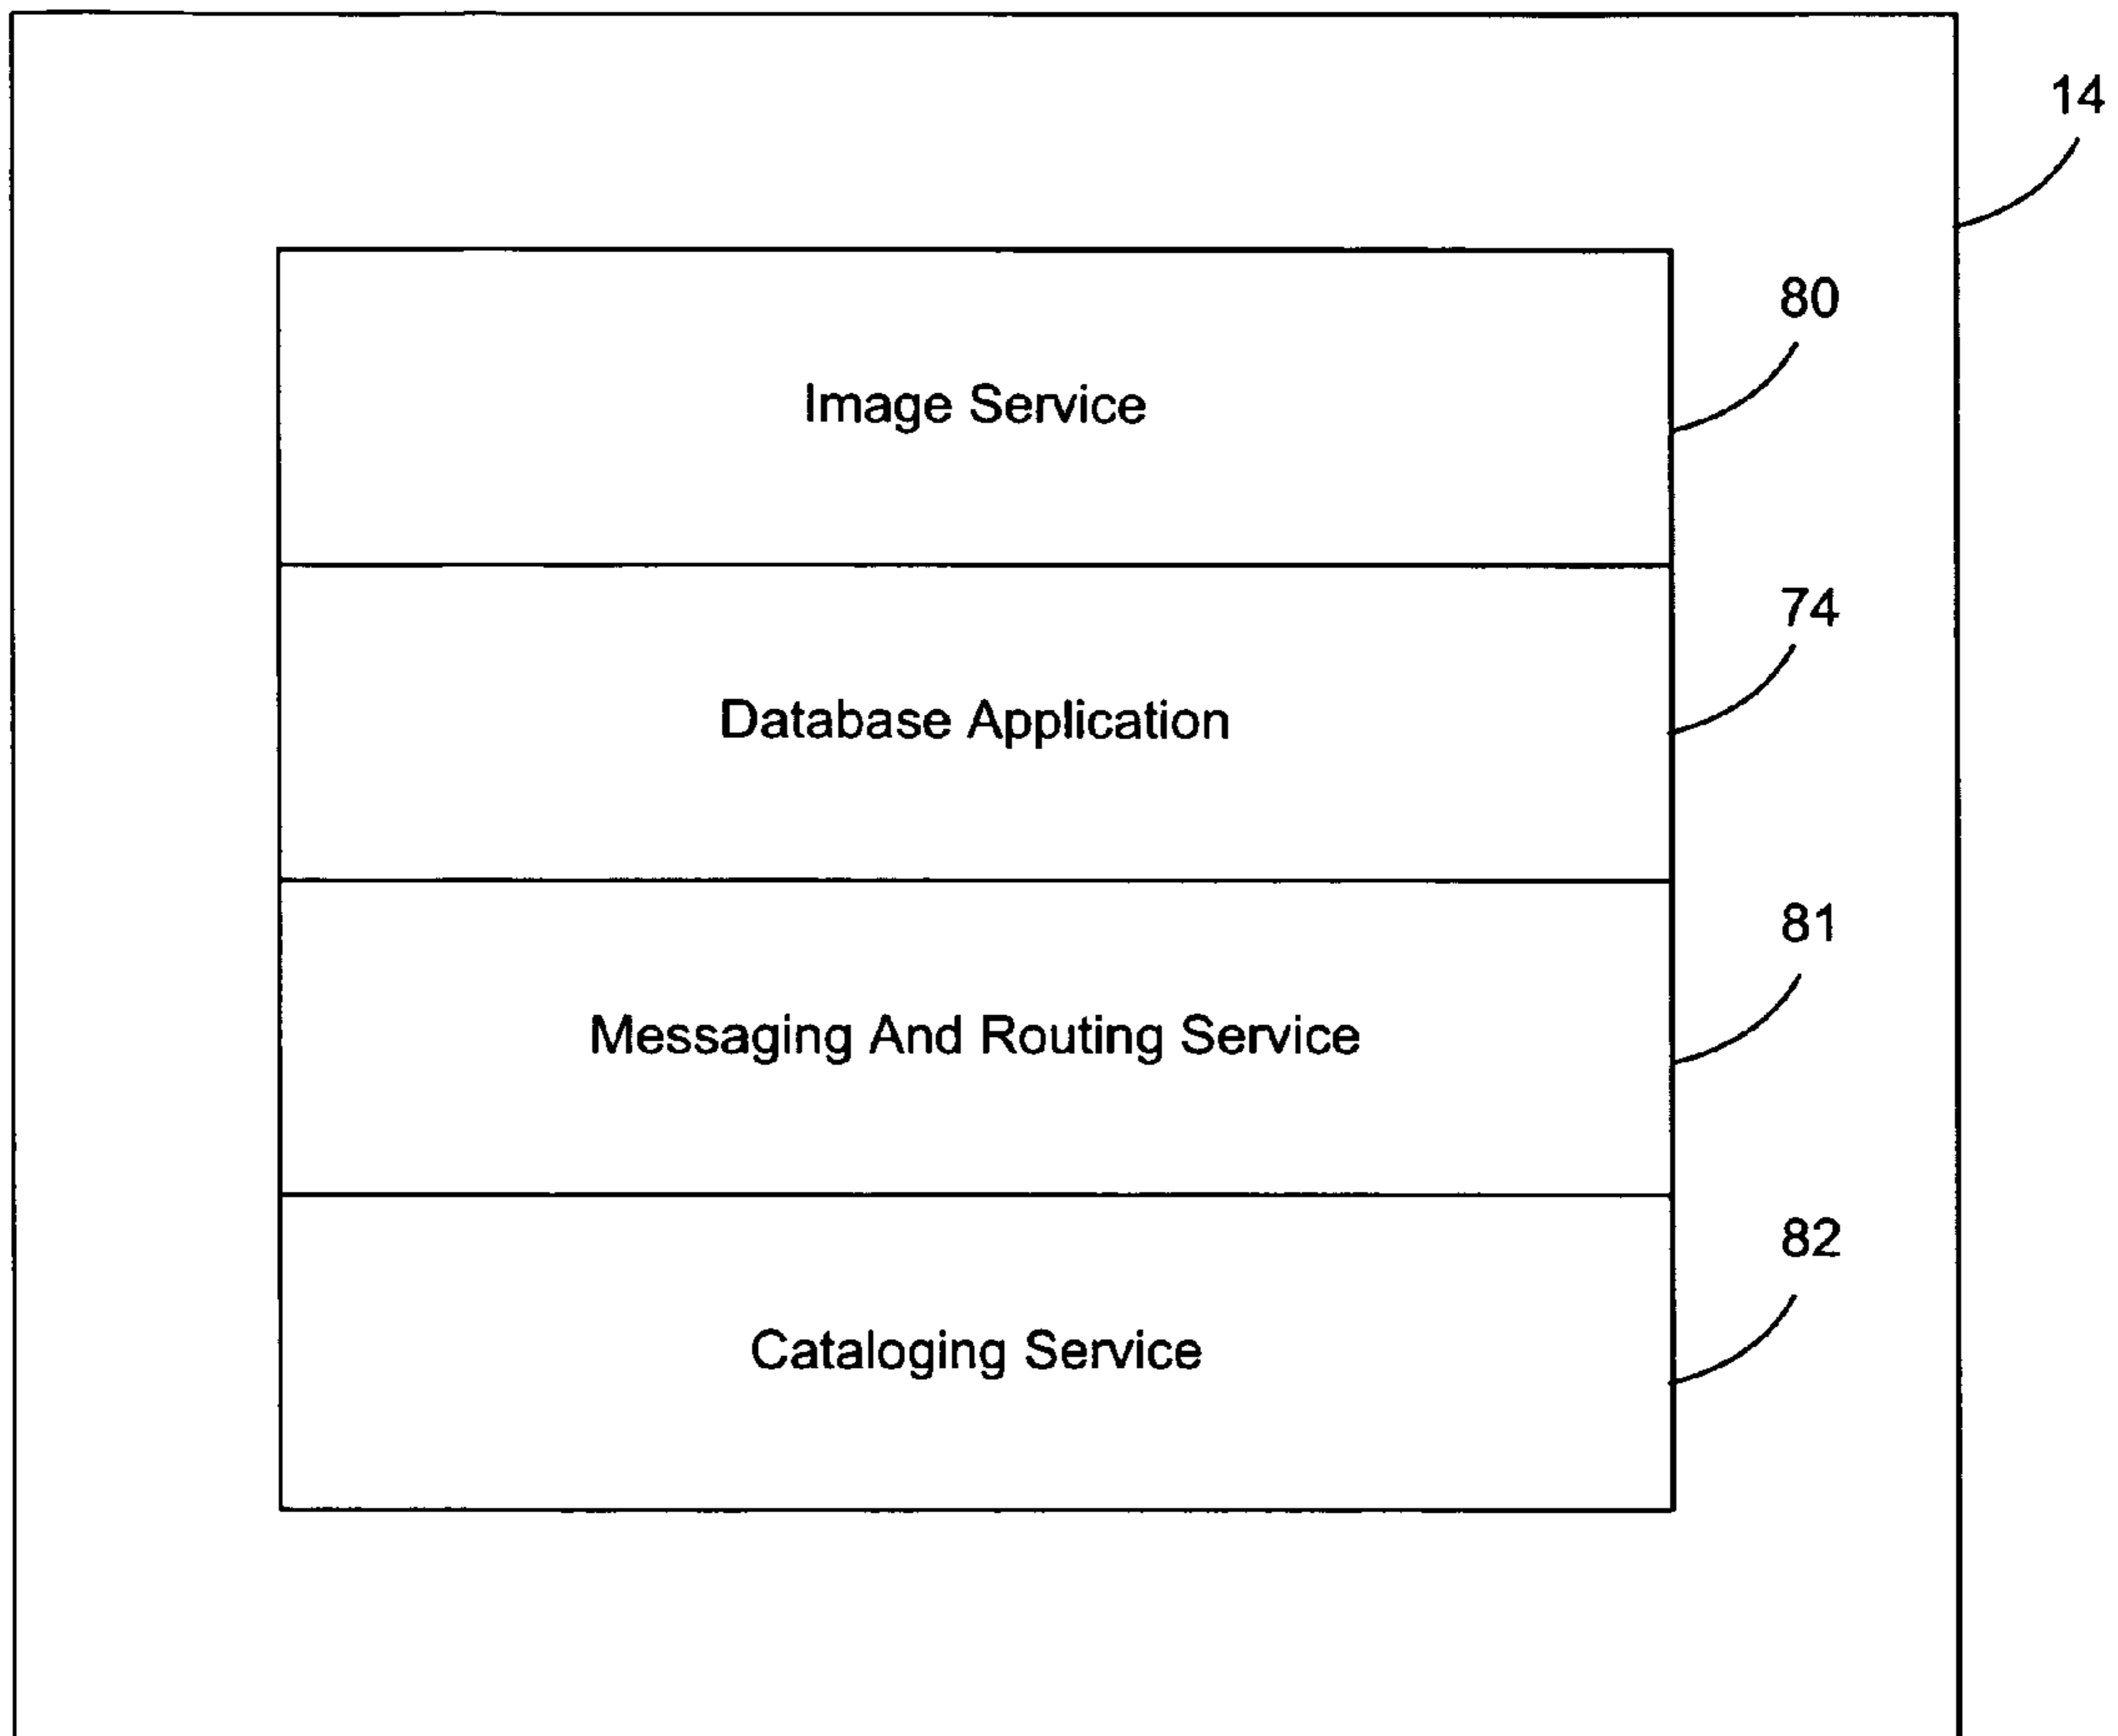 14
80
Image Service
74
Database Application
81
Messaging And Routing Service
82
Cataloging Service